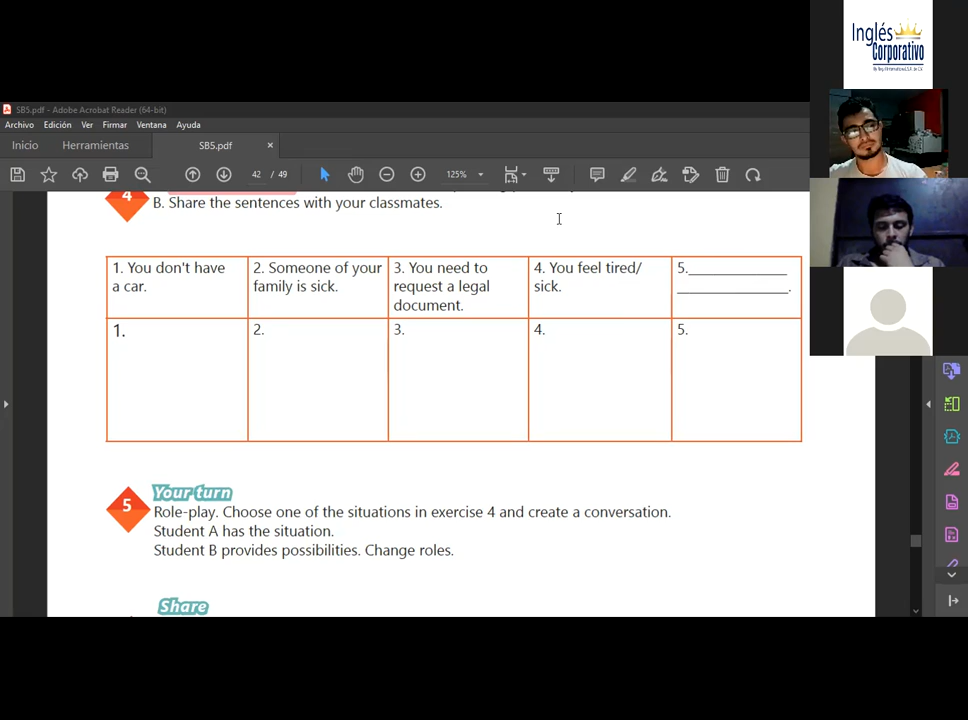 Inglés
Corporativo
SB5.pdf - Adobe Acrobat Reader (64-bit)
Archivo Edición Ver Firmar Ventana Ayuda
Inicio Herramientas SB5.pdf ×
42 / 49 125%
4
B. Share the sentences with your classmates.
1. You don't have
a car.
2. Someone of your
family is sick.
3. You need to
request a legal
document.
4. You feel tired/
sick.
5.______________
________________.
1.
2.
3.
4.
5.
5
Your turn
Role-play. Choose one of the situations in exercise 4 and create a conversation.
Student A has the situation.
Student B provides possibilities. Change roles.
Share